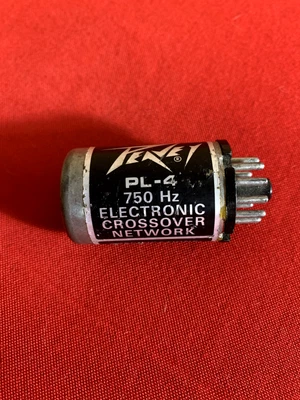 PEAVEY®
PL-4
750 Hz
ELECTRONIC
CROSSOVER
NETWORK